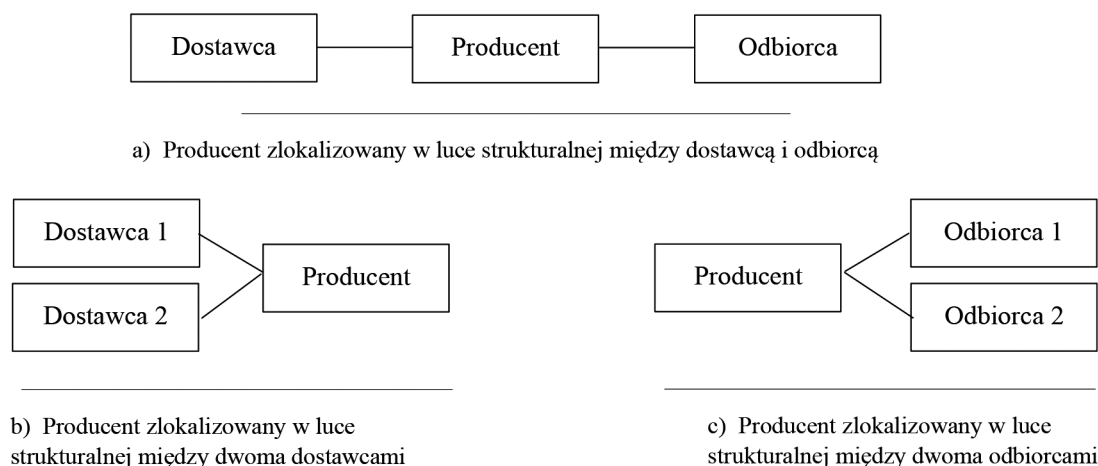 Dostawca
Producent
Odbiorca
a) Producent zlokalizowany w luce strukturalnej między dostawcą i odbiorcą
Dostawca 1
Dostawca 2
Producent
Producent
Odbiorca 1
Odbiorca 2
b) Producent zlokalizowany w luce
strukturalnej między dwoma dostawcami
c) Producent zlokalizowany w luce
strukturalnej między dwoma odbiorcami